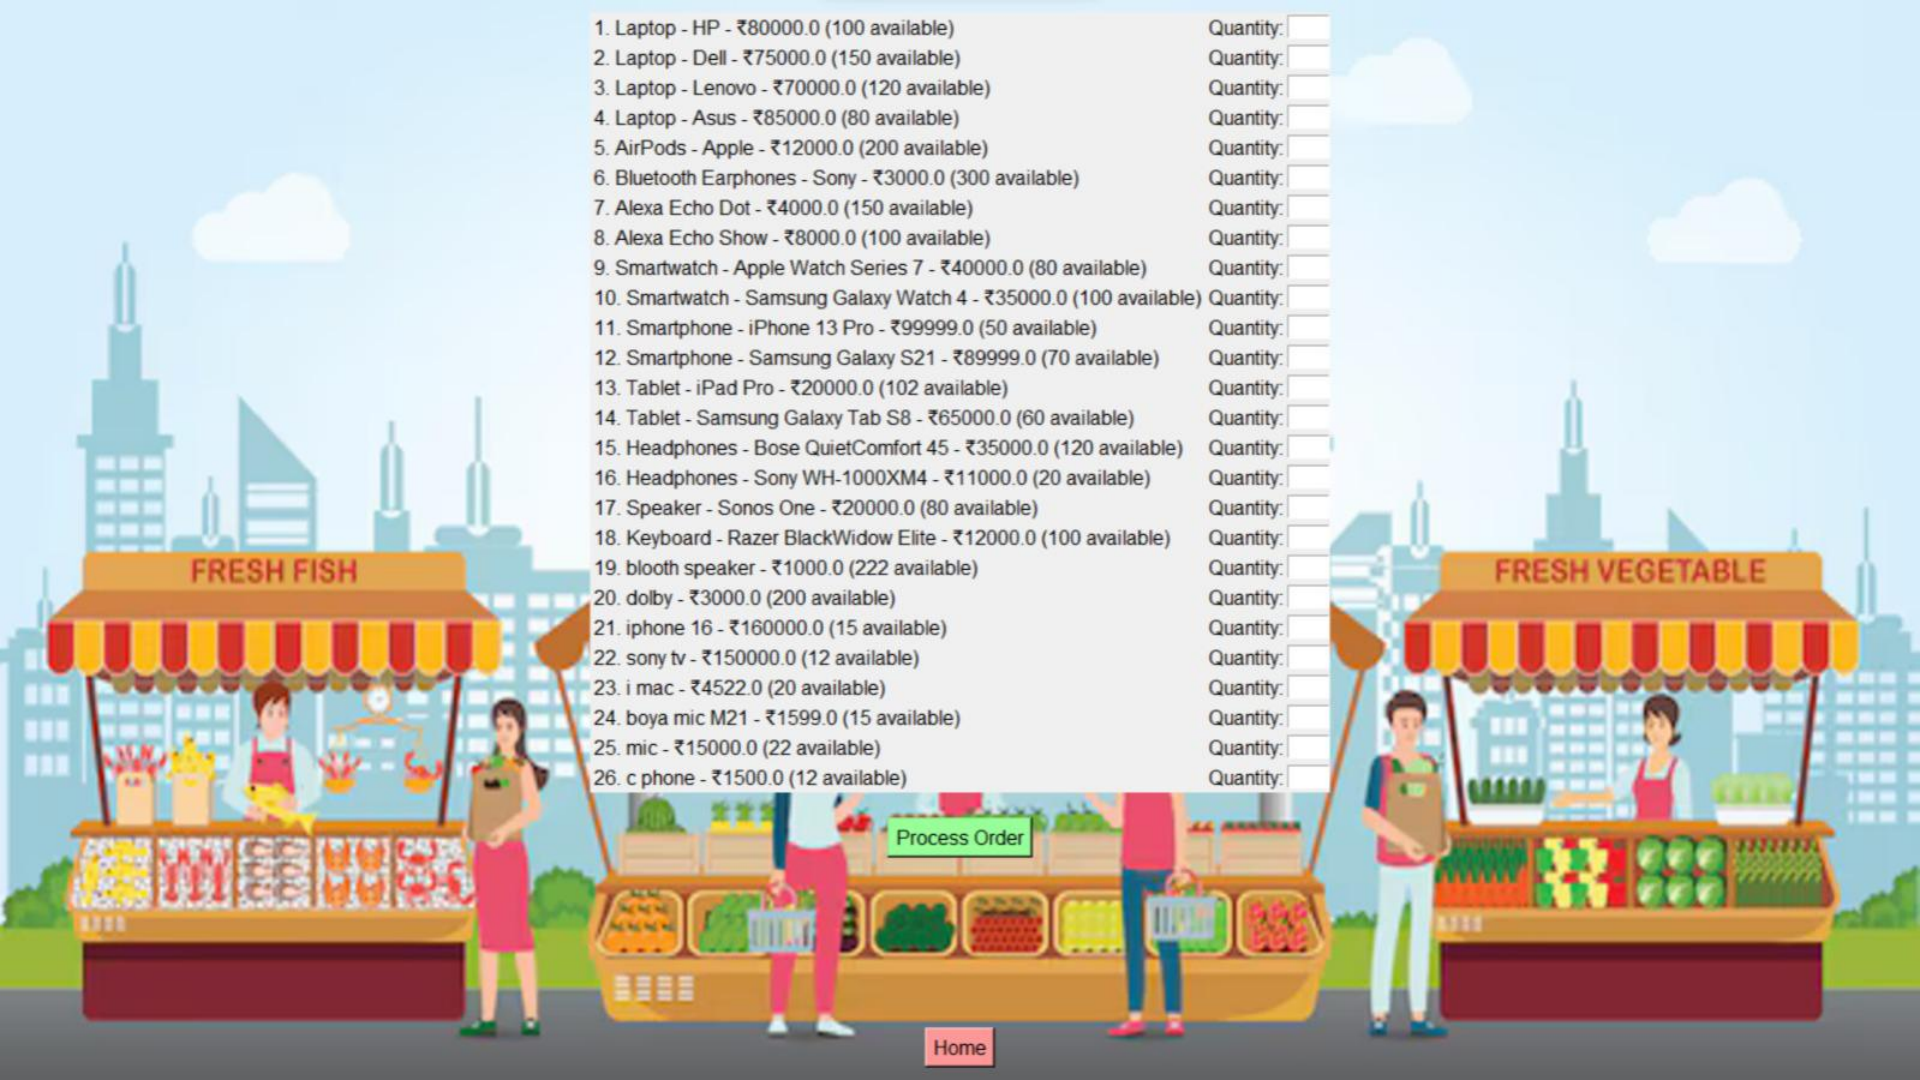 1. Laptop - HP - ₹80000.0 (100 available) Quantity:
2. Laptop - Dell - ₹75000.0 (150 available) Quantity:
3. Laptop - Lenovo - ₹70000.0 (120 available) Quantity:
4. Laptop - Asus - ₹85000.0 (80 available) Quantity:
5. AirPods - Apple - ₹12000.0 (200 available) Quantity:
6. Bluetooth Earphones - Sony - ₹3000.0 (300 available) Quantity:
7. Alexa Echo Dot - ₹4000.0 (150 available) Quantity:
8. Alexa Echo Show - ₹8000.0 (100 available) Quantity:
9. Smartwatch - Apple Watch Series 7 - ₹40000.0 (80 available) Quantity:
10. Smartwatch - Samsung Galaxy Watch 4 - ₹35000.0 (100 available) Quantity:
11. Smartphone - iPhone 13 Pro - ₹99999.0 (50 available) Quantity:
12. Smartphone - Samsung Galaxy S21 - ₹89999.0 (70 available) Quantity:
13. Tablet - iPad Pro - ₹20000.0 (102 available) Quantity:
14. Tablet - Samsung Galaxy Tab S8 - ₹65000.0 (60 available) Quantity:
15. Headphones - Bose QuietComfort 45 - ₹35000.0 (120 available) Quantity:
16. Headphones - Sony WH-1000XM4 - ₹11000.0 (20 available) Quantity:
17. Speaker - Sonos One - ₹20000.0 (80 available) Quantity:
18. Keyboard - Razer BlackWidow Elite - ₹12000.0 (100 available) Quantity:
19. blooth speaker - ₹1000.0 (222 available) Quantity:
20. dolby - ₹3000.0 (200 available) Quantity:
21. iphone 16 - ₹160000.0 (15 available) Quantity:
22. sony tv - ₹150000.0 (12 available) Quantity:
23. i mac - ₹4522.0 (20 available) Quantity:
24. boya mic M21 - ₹1599.0 (15 available) Quantity:
25. mic - ₹15000.0 (22 available) Quantity:
26. c phone - ₹1500.0 (12 available) Quantity:
FRESH FISH
FRESH VEGETABLE
Process Order
Home